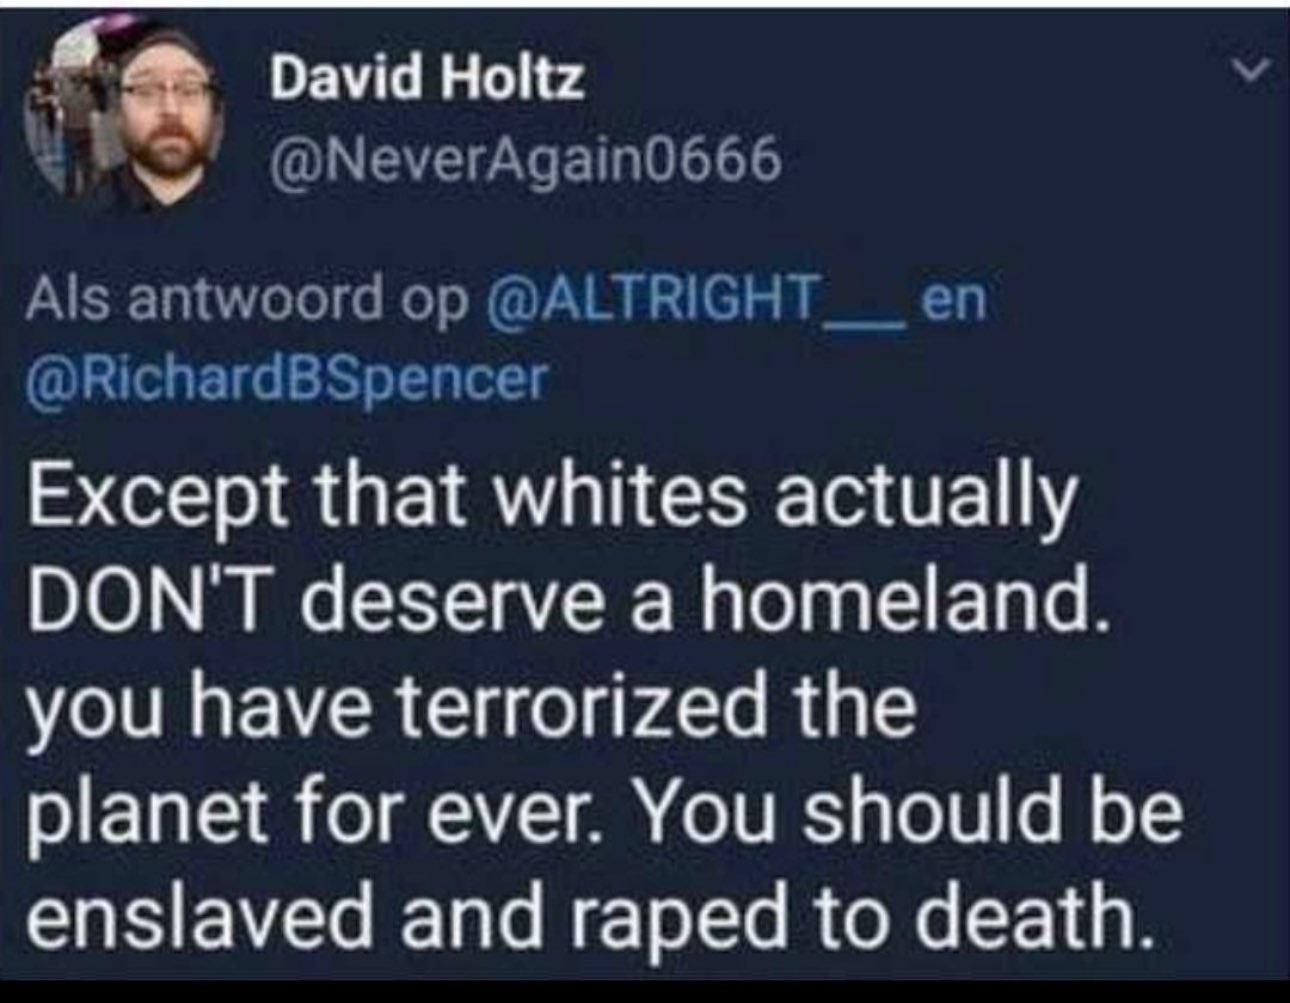 David Holtz
@NeverAgain0666
Als antwoord op @ALTRIGHT__ en
@RichardBSpencer
Except that whites actually
DON'T deserve a homeland.
you have terrorized the
planet for ever. You should be
enslaved and raped to death.